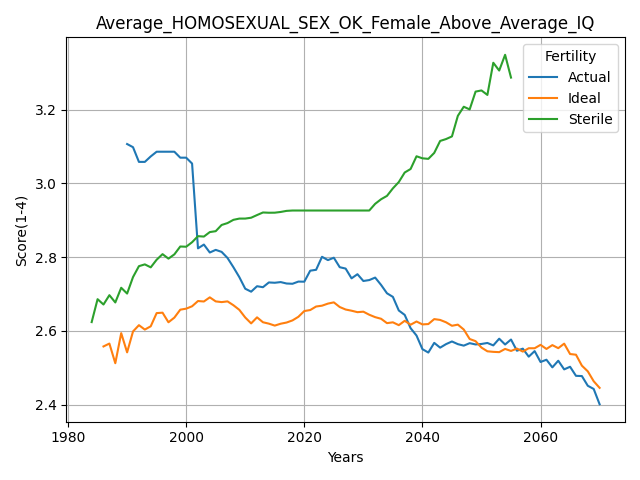 Average_HOMOSEXUAL_SEX_OK_Female_Above_Average_IQ
Fertility
Actual
Ideal
Sterile
Score(1-4)
3.2
3.0
2.8
2.6
2.4
1980
2000
2020
2040
2060
Years